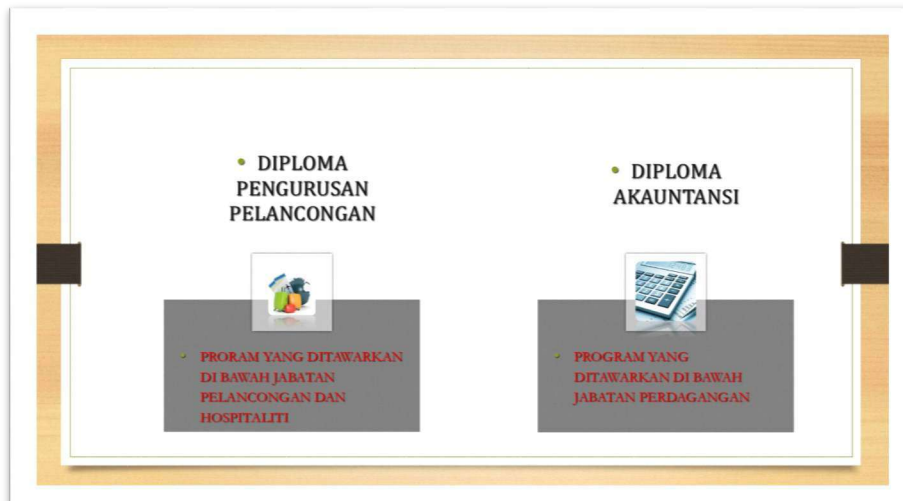 • DIPLOMA
PENGURUSAN
PELANCONGAN
• PRORAM YANG DITAWARKAN
DI BAWAH JABATAN
PELANCONGAN DAN
HOSPITALITI
• DIPLOMA
AKAUNTANSI
• PROGRAM YANG
DITAWARKAN DI BAWAH
JABATAN PERDAGANGAN